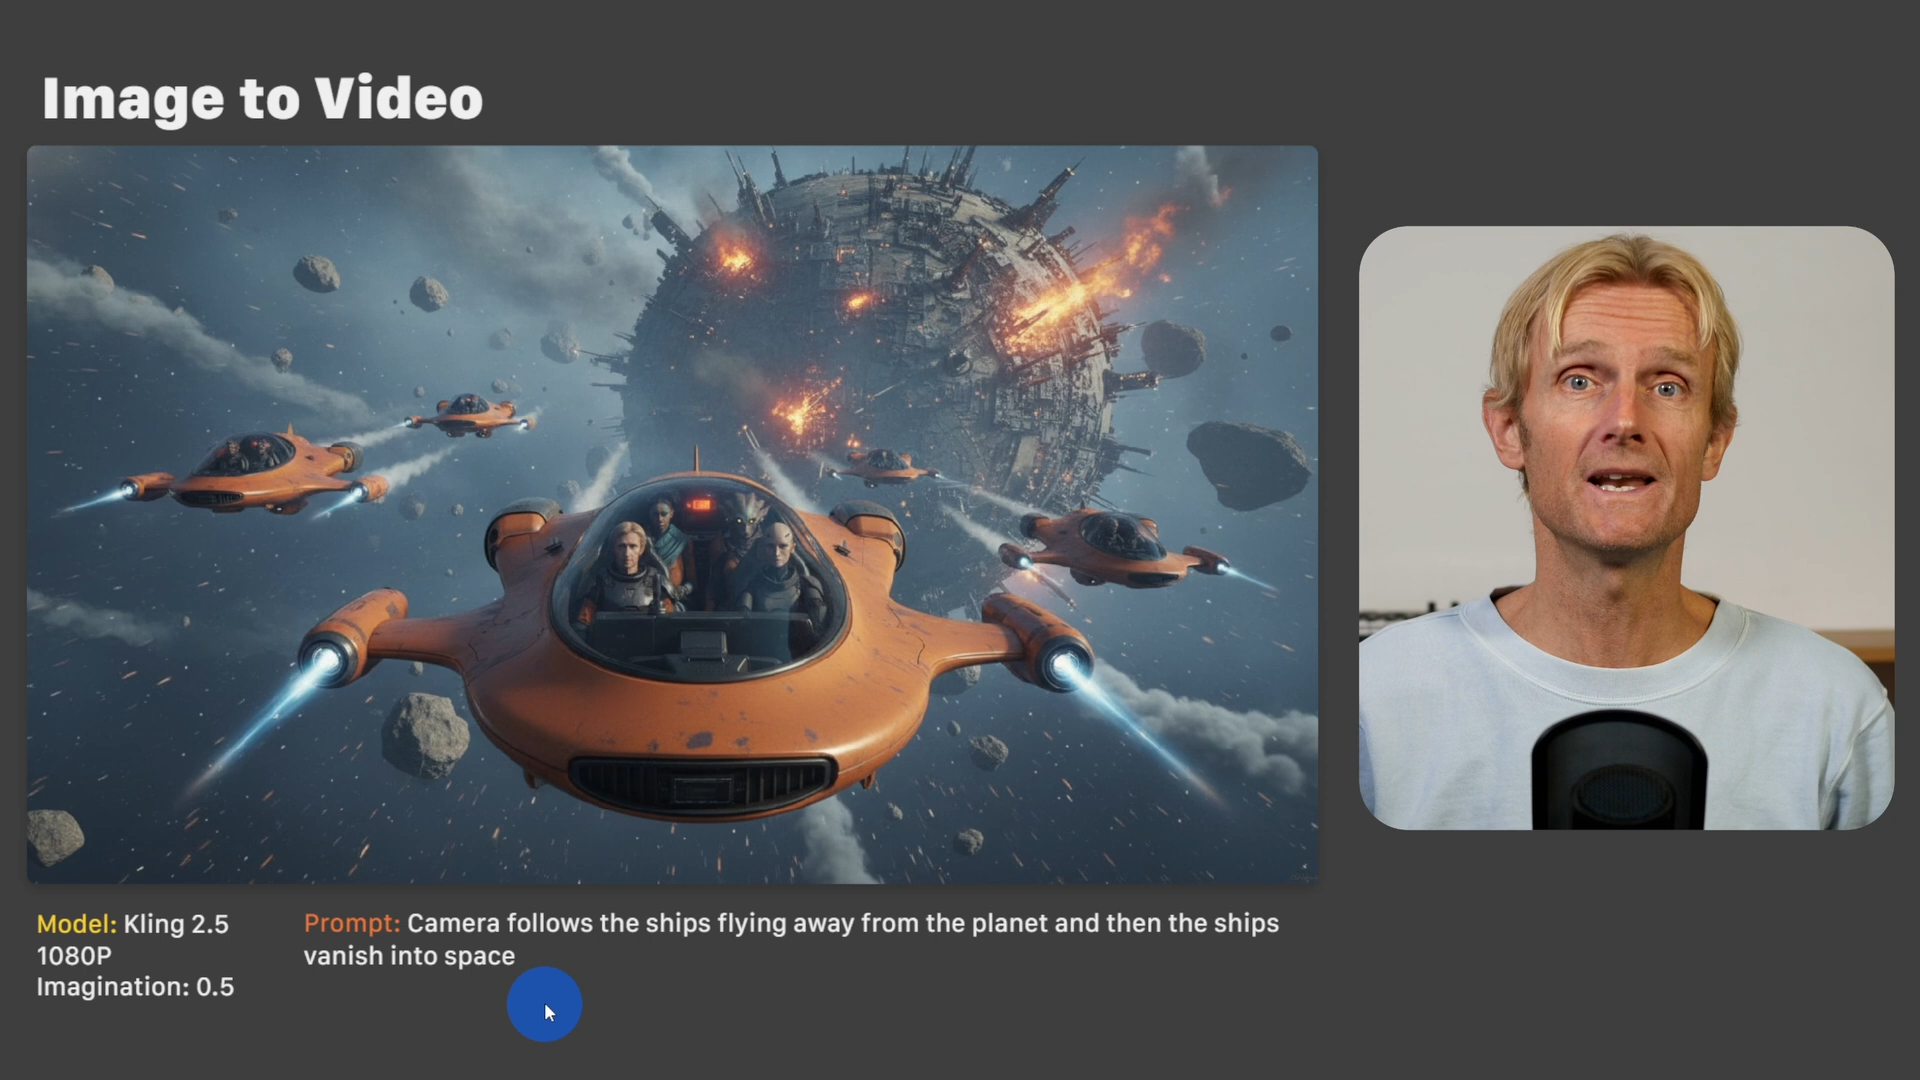 Image to Video
Model: Kling 2.5
1080P
Imagination: 0.5
Prompt: Camera follows the ships flying away from the planet and then the ships
vanish into space